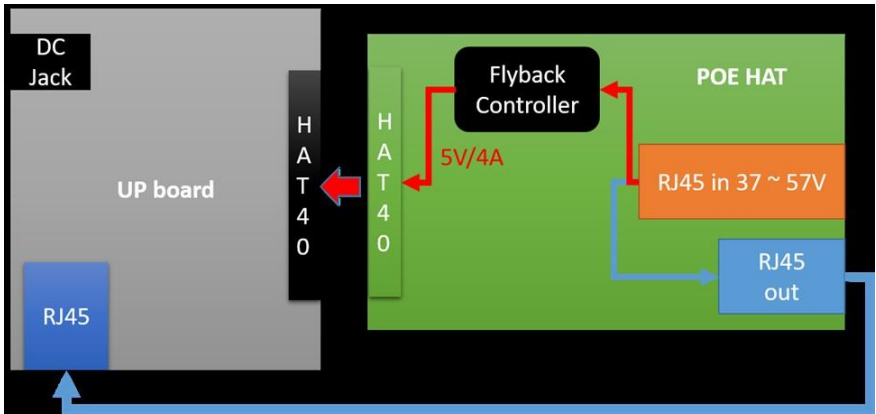 DC
Jack
UP board
RJ45
H
A
T
4
0
H
A
T
4
0
Flyback
Controller
5V/4A
POE HAT
RJ45 in 37 ~ 57V
RJ45
out